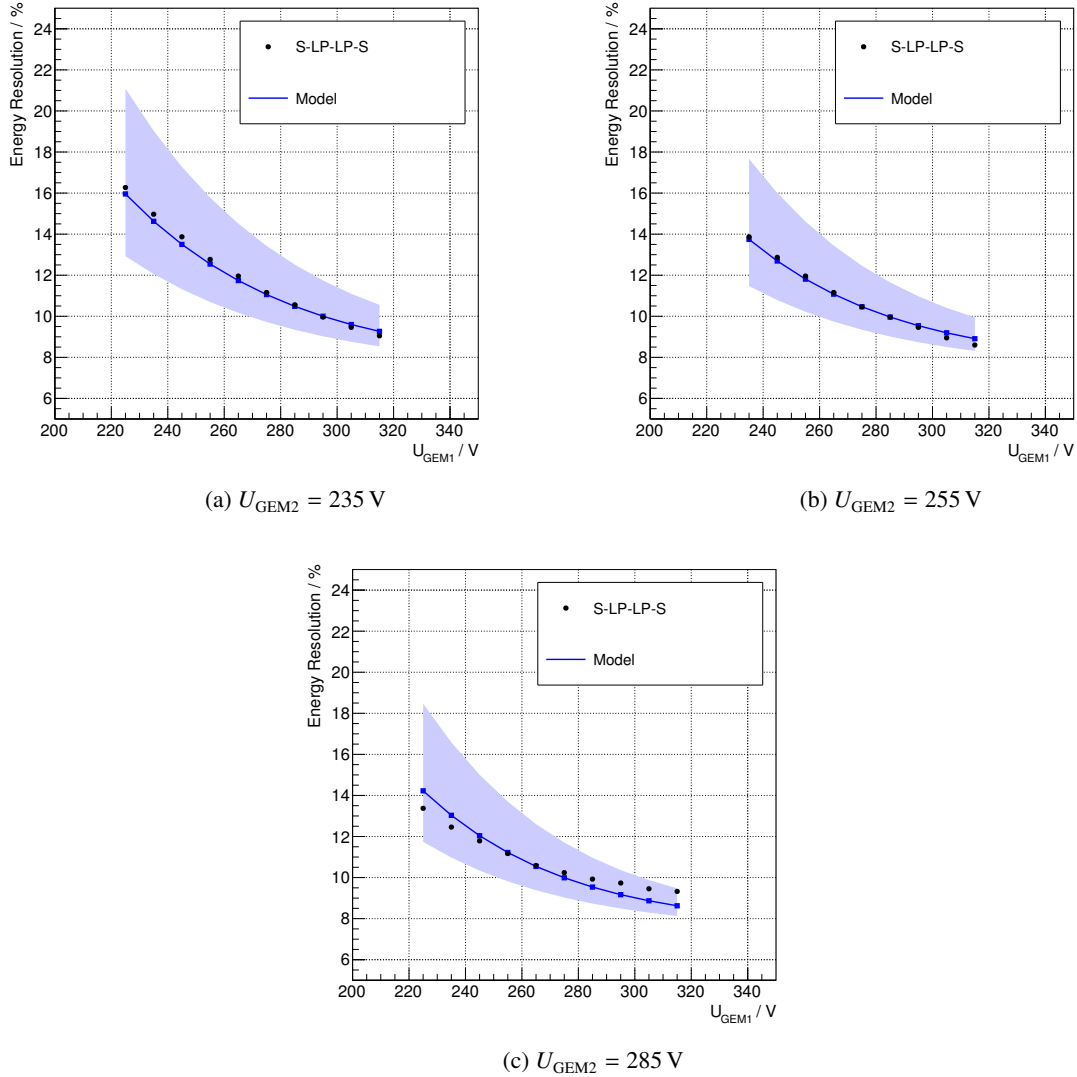 Energy Resolution / %
24
22
20
18
16
14
12
10
8
6
S-LP-LP-S
Model
200 220 240 260 280 300 320 340
U_GEM1 / V
(a) U_GEM2 = 235 V
Energy Resolution / %
24
22
20
18
16
14
12
10
8
6
S-LP-LP-S
Model
200 220 240 260 280 300 320 340
U_GEM1 / V
(b) U_GEM2 = 255 V
Energy Resolution / %
24
22
20
18
16
14
12
10
8
6
S-LP-LP-S
Model
200 220 240 260 280 300 320 340
U_GEM1 / V
(c) U_GEM2 = 285 V